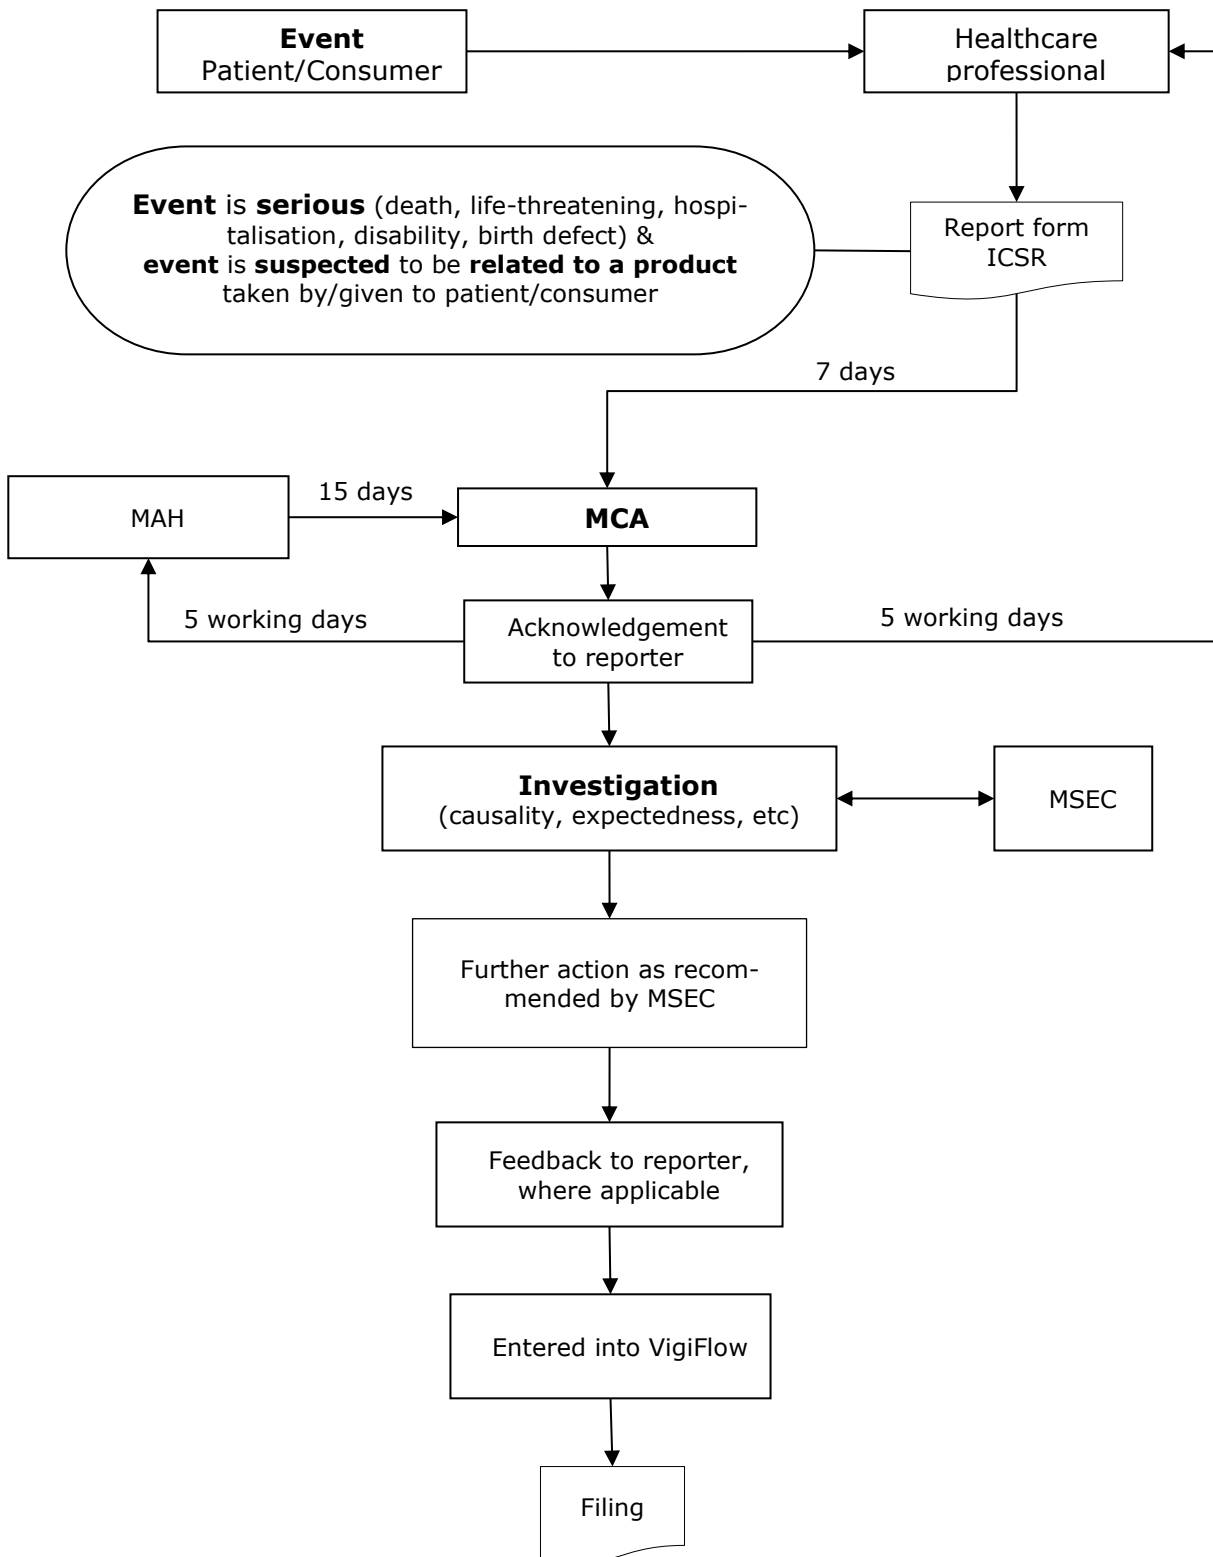 Event
Patient/Consumer
Healthcare
professional
Event is serious (death, life-threatening, hospi-
talisation, disability, birth defect) &
event is suspected to be related to a product
taken by/given to patient/consumer
Report form
ICSR
7 days
MAH
15 days
MCA
5 working days
Acknowledgement
to reporter
5 working days
Investigation
(causality, expectedness, etc)
MSEC
Further action as recom-
mended by MSEC
Feedback to reporter,
where applicable
Entered into VigiFlow
Filing